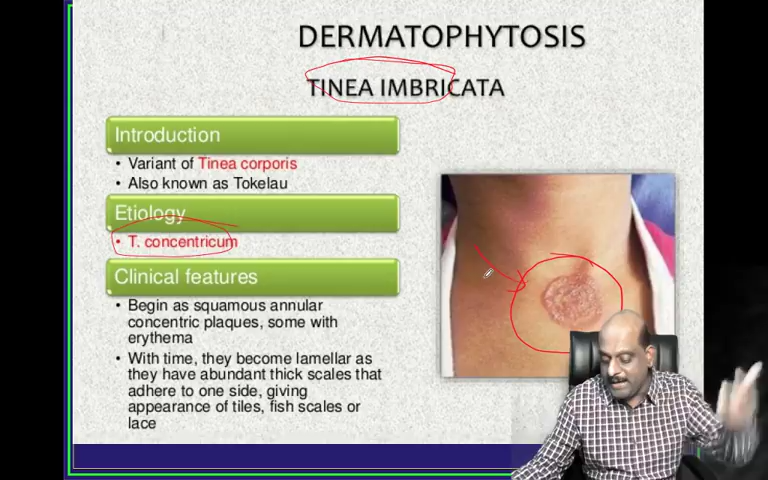 DERMATOPHYTOSIS
TINEA IMBRICATA
Introduction
• Variant of Tinea corporis
• Also known as Tokelau
Etiology
• T. concentricum
Clinical features
• Begin as squamous annular
concentric plaques, some with
erythema
• With time, they become lamellar as
they have abundant thick scales that
adhere to one side, giving
appearance of tiles, fish scales or
lace